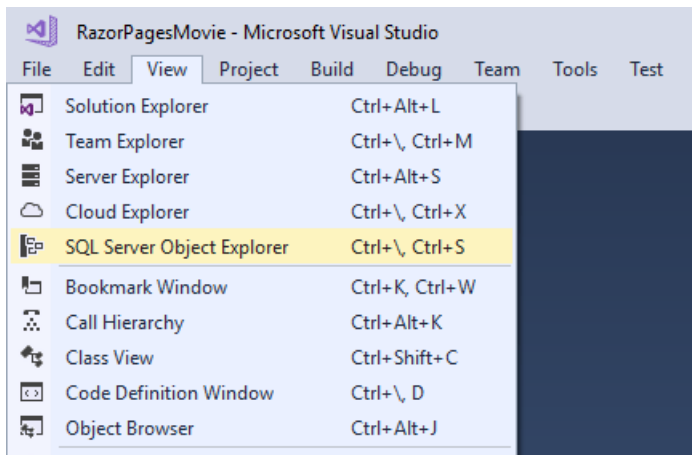 RazorPagesMovie - Microsoft Visual Studio
File Edit View Project Build Debug Team Tools Test
Solution Explorer Ctrl+Alt+L
Team Explorer Ctrl+\, Ctrl+M
Server Explorer Ctrl+Alt+S
Cloud Explorer Ctrl+\, Ctrl+X
SQL Server Object Explorer Ctrl+\, Ctrl+S
Bookmark Window Ctrl+K, Ctrl+W
Call Hierarchy Ctrl+Alt+K
Class View Ctrl+Shift+C
Code Definition Window Ctrl+\, D
Object Browser Ctrl+Alt+J